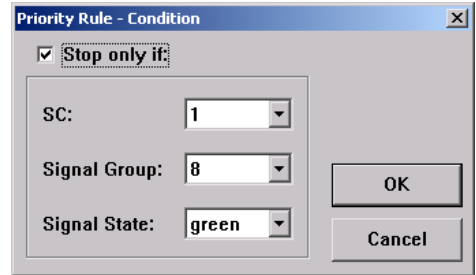 Priority Rule - Condition
Stop only if:
SC: 1
Signal Group: 8
OK
Signal State: green
Cancel